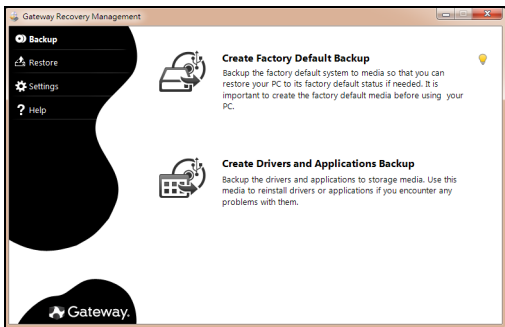 Gateway Recovery Management
Backup
Restore
Settings
? Help
Create Factory Default Backup
Backup the factory default system to media so that you can
restore your PC to its factory default status if needed. It is
important to create the factory default media before using your
PC.
Create Drivers and Applications Backup
Backup the drivers and applications to storage media. Use this
media to reinstall drivers or applications if you encounter any
problems with them.
Gateway.